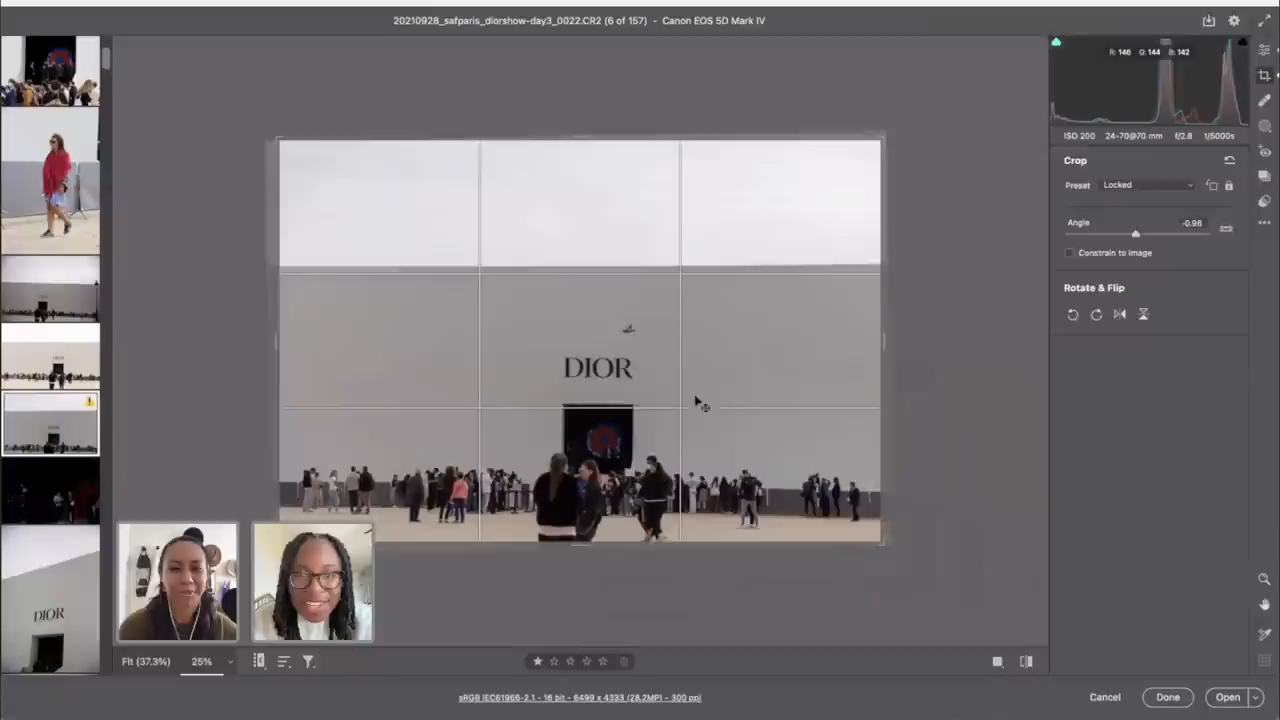 20210928_safparis_diorshow-day3_0022.CR2 (6 of 157) - Canon EOS 5D Mark IV
R: 146 G: 144 B: 142
ISO 200 24-70@70 mm f/2.8 1/5000s
Crop
Preset Locked
Angle -0.96
Constrain to Image
Rotate & Flip
DIOR
DIOR
Fit (37.3%) 25%
sRGB IEC61966-2.1 - 16 bit - 6499 x 4333 (28.2MP) - 300 ppi
Cancel Done Open